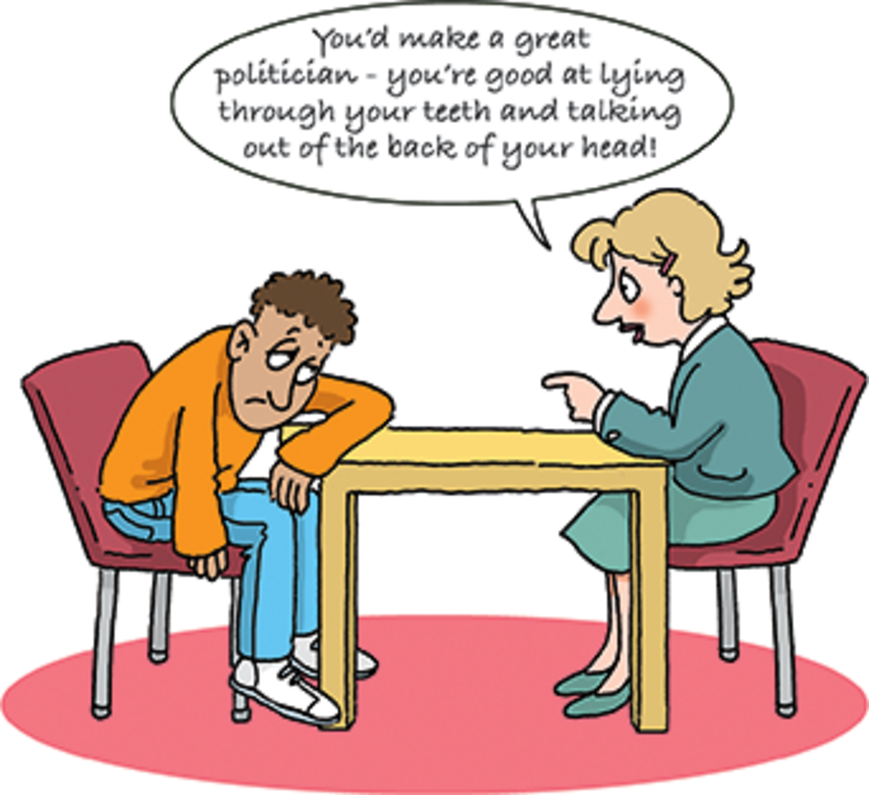 You'd make a great
politician - you're good at lying
through your teeth and talking
out of the back of your head!